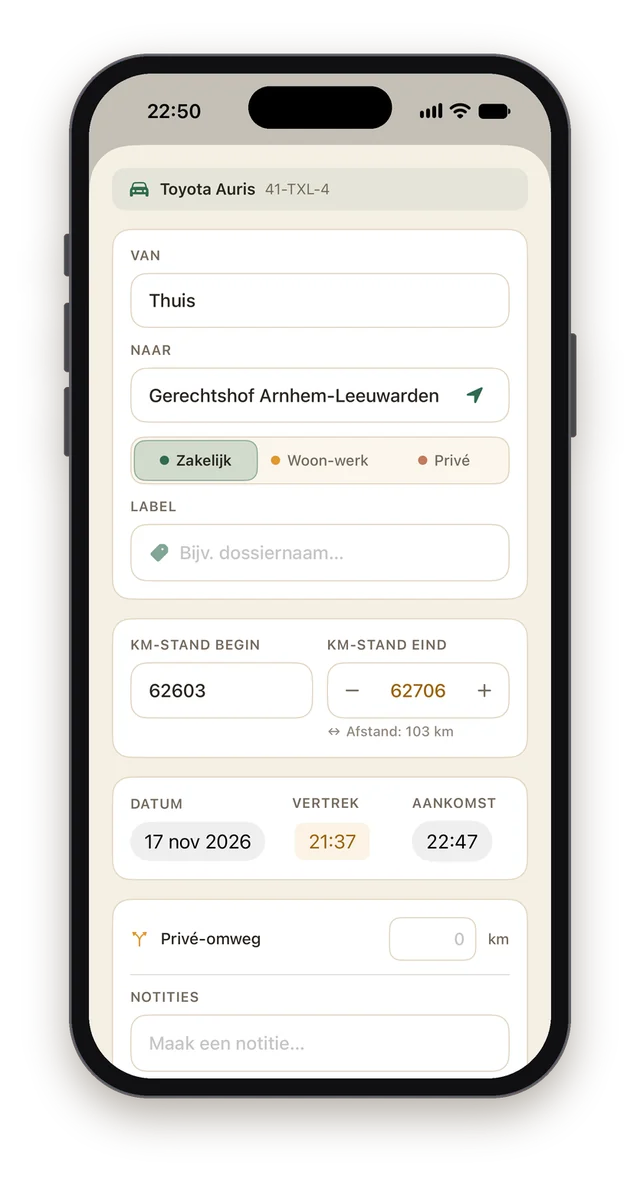 22:50
Toyota Auris 41-TXL-4
VAN
Thuis
NAAR
Gerechtshof Arnhem-Leeuwarden
Zakelijk Woon-werk Privé
LABEL
Bijv. dossiernaam...
KM-STAND BEGIN KM-STAND EIND
62603 − 62706 +
↔ Afstand: 103 km
DATUM VERTREK AANKOMST
17 nov 2026 21:37 22:47
Privé-omweg 0 km
NOTITIES
Maak een notitie...